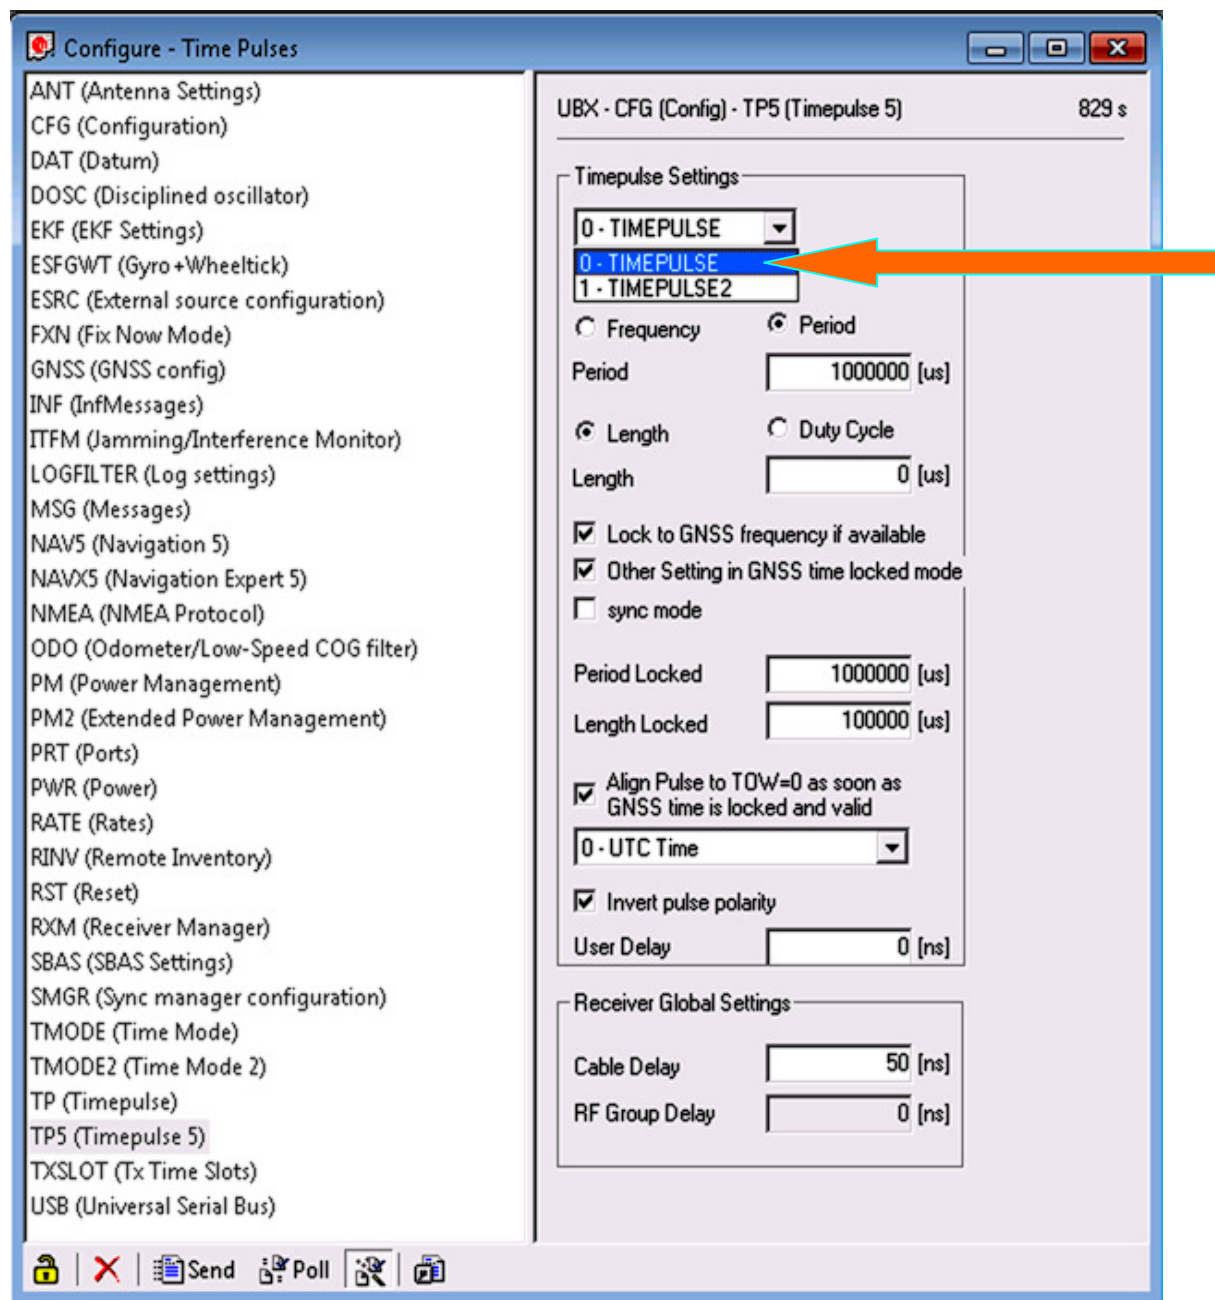 Configure - Time Pulses
ANT (Antenna Settings)
CFG (Configuration)
DAT (Datum)
DOSC (Disciplined oscillator)
EKF (EKF Settings)
ESFGWT (Gyro+Wheeltick)
ESRC (External source configuration)
FXN (Fix Now Mode)
GNSS (GNSS config)
INF (InfMessages)
ITFM (Jamming/Interference Monitor)
LOGFILTER (Log settings)
MSG (Messages)
NAV5 (Navigation 5)
NAVX5 (Navigation Expert 5)
NMEA (NMEA Protocol)
ODO (Odometer/Low-Speed COG filter)
PM (Power Management)
PM2 (Extended Power Management)
PRT (Ports)
PWR (Power)
RATE (Rates)
RINV (Remote Inventory)
RST (Reset)
RXM (Receiver Manager)
SBAS (SBAS Settings)
SMGR (Sync manager configuration)
TMODE (Time Mode)
TMODE2 (Time Mode 2)
TP (Timepulse)
TP5 (Timepulse 5)
TXSLOT (Tx Time Slots)
USB (Universal Serial Bus)
UBX - CFG (Config) - TP5 (Timepulse 5) 829 s
Timepulse Settings
0 - TIMEPULSE
0 - TIMEPULSE
1 - TIMEPULSE2
Frequency Period
Period 1000000 [us]
Length Duty Cycle
Length 0 [us]
Lock to GNSS frequency if available
Other Setting in GNSS time locked mode
sync mode
Period Locked 1000000 [us]
Length Locked 100000 [us]
Align Pulse to TOW=0 as soon as
GNSS time is locked and valid
0 - UTC Time
Invert pulse polarity
User Delay 0 [ns]
Receiver Global Settings
Cable Delay 50 [ns]
RF Group Delay 0 [ns]
Send Poll